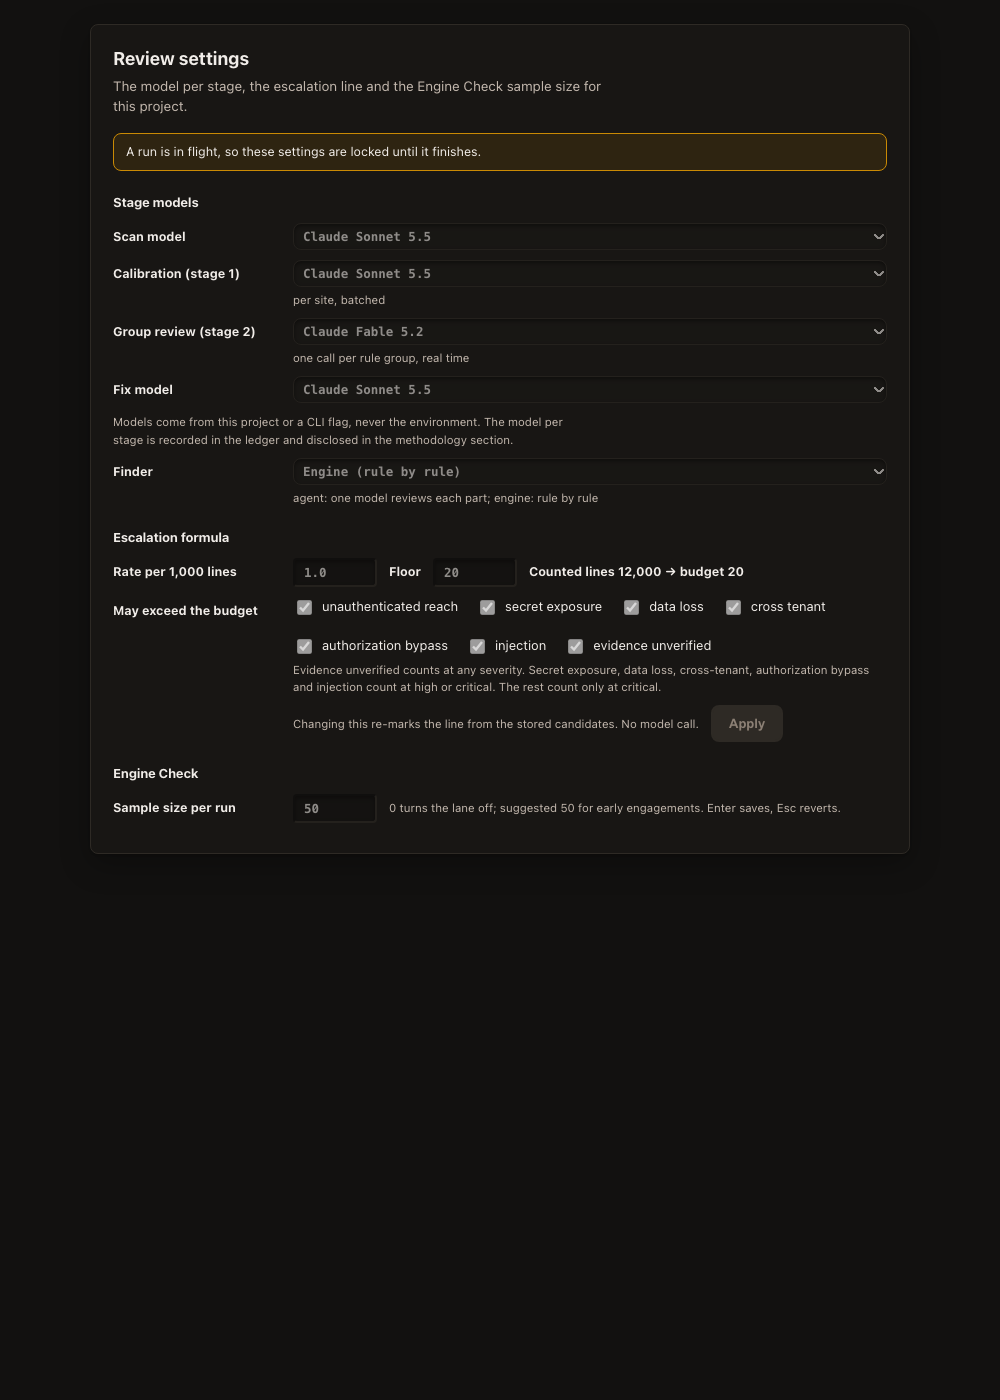 Review settings
The model per stage, the escalation line and the Engine Check sample size for
this project.
A run is in flight, so these settings are locked until it finishes.
Stage models
Scan model Claude Sonnet 5.5
Calibration (stage 1) Claude Sonnet 5.5
per site, batched
Group review (stage 2) Claude Fable 5.2
one call per rule group, real time
Fix model Claude Sonnet 5.5
Models come from this project or a CLI flag, never the environment. The model per
stage is recorded in the ledger and disclosed in the methodology section.
Finder Engine (rule by rule)
agent: one model reviews each part; engine: rule by rule
Escalation formula
Rate per 1,000 lines 1.0 Floor 20 Counted lines 12,000 → budget 20
May exceed the budget unauthenticated reach secret exposure data loss cross tenant
authorization bypass injection evidence unverified
Evidence unverified counts at any severity. Secret exposure, data loss, cross-tenant, authorization bypass
and injection count at high or critical. The rest count only at critical.
Changing this re-marks the line from the stored candidates. No model call. Apply
Engine Check
Sample size per run 50 0 turns the lane off; suggested 50 for early engagements. Enter saves, Esc reverts.